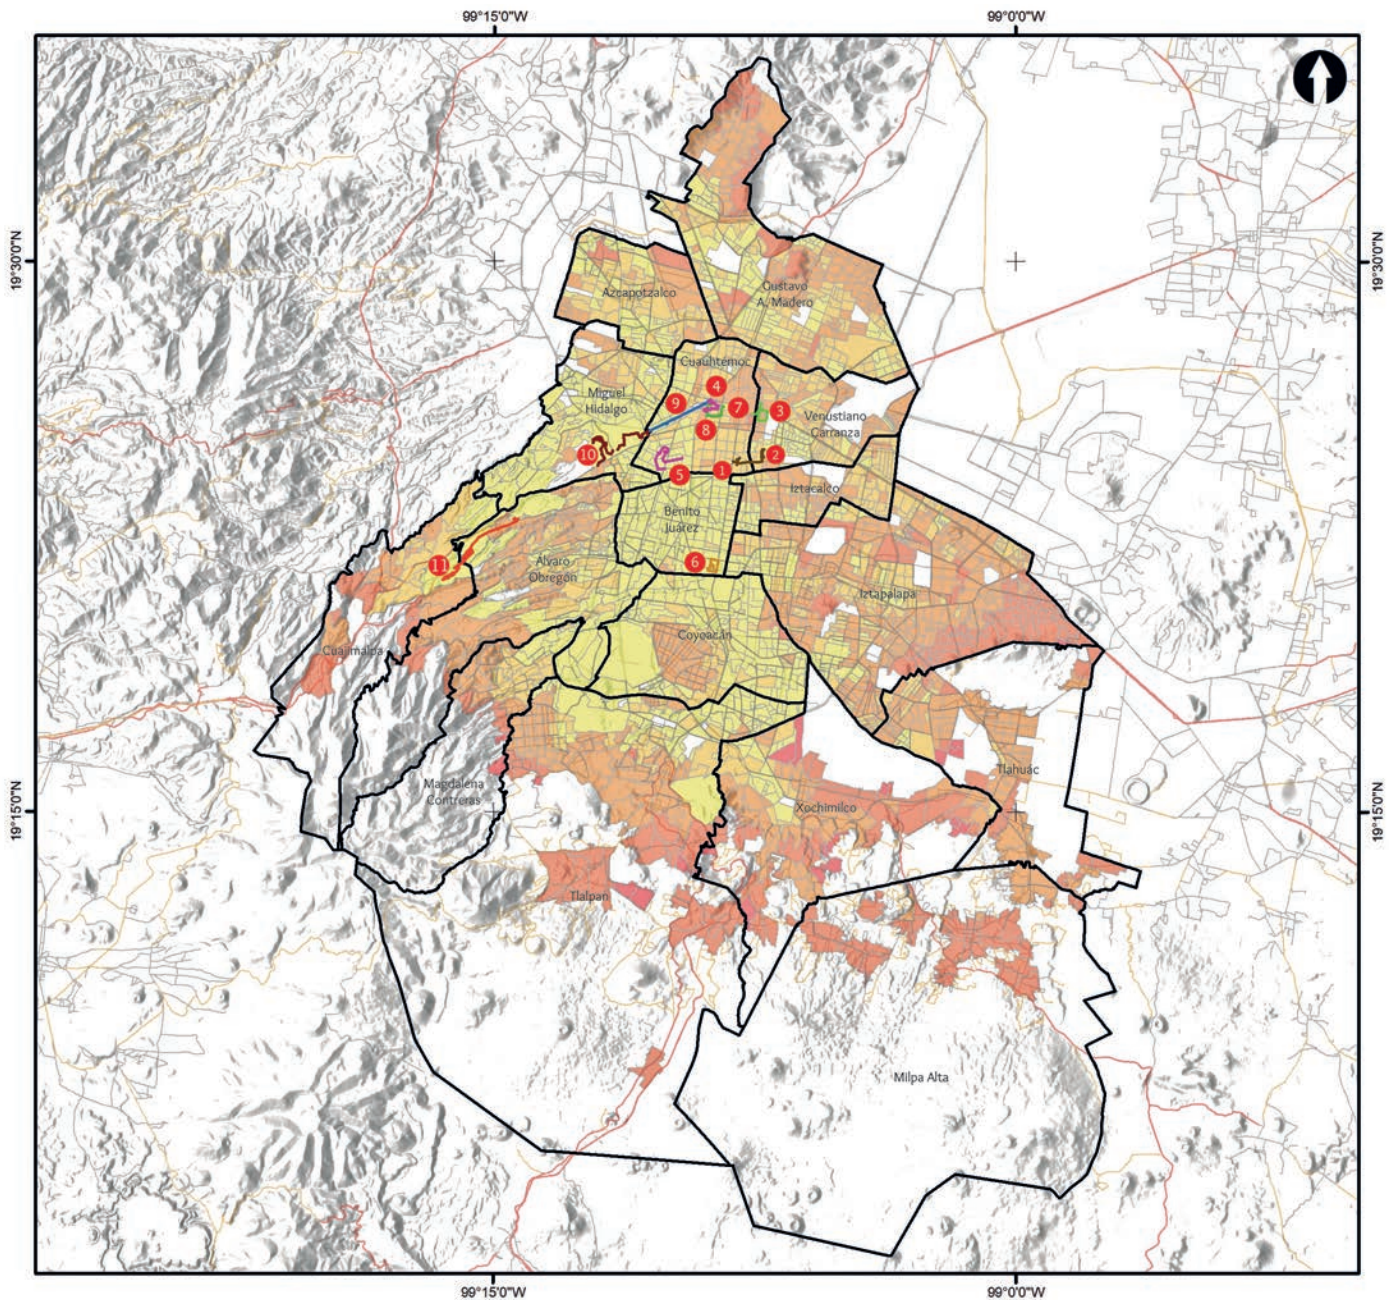 99°15'0"W
99°0'0"W
19°30'0"N
19°30'0"N
Azcapotzalco
Gustavo
A. Madero
Cuauhtémoc
Miguel
Hidalgo
4
9
7
3
Venustiano
Carranza
8
10
2
5
1
Iztacalco
Benito
Juárez
6
11
Álvaro
Obregón
Iztapalapa
Coyoacán
Cuajimalpa
Tlahuác
Magdalena
Contreras
Xochimilco
19°15'0"N
19°15'0"N
Tlalpan
Milpa Alta
99°15'0"W
99°0'0"W